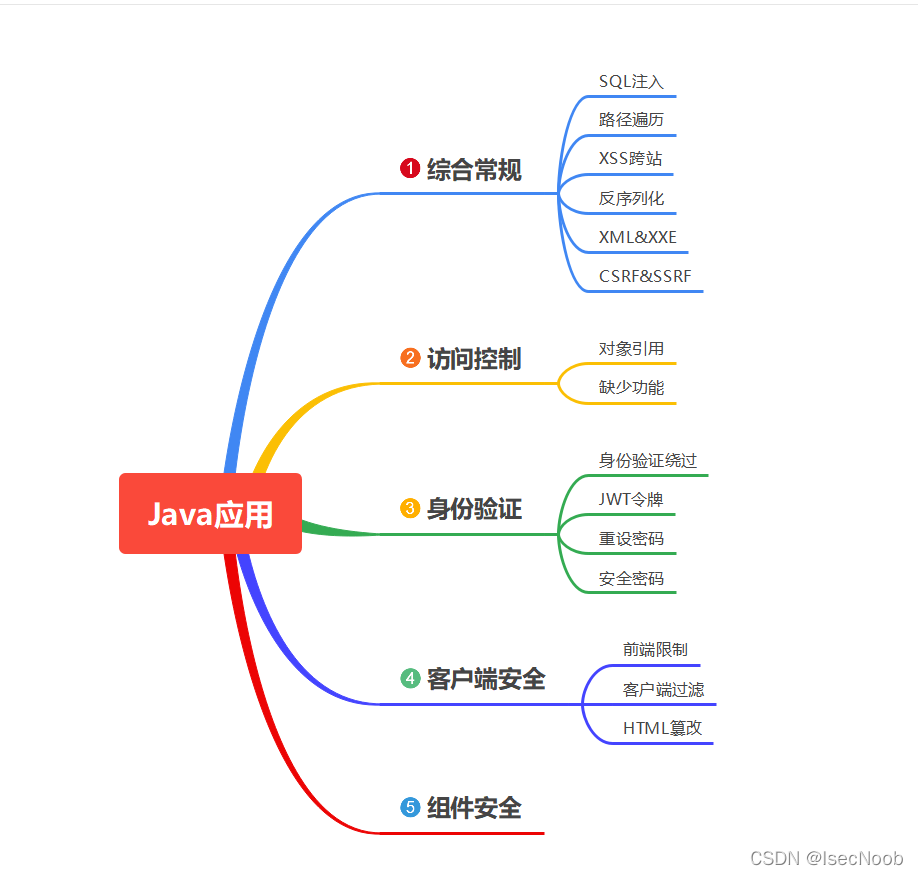 Java应用
1 综合常规
SQL注入
路径遍历
XSS跨站
反序列化
XML&XXE
CSRF&SSRF
2 访问控制
对象引用
缺少功能
3 身份验证
身份验证绕过
JWT令牌
重设密码
安全密码
4 客户端安全
前端限制
客户端过滤
HTML篡改
5 组件安全
CSDN @IsecNoob